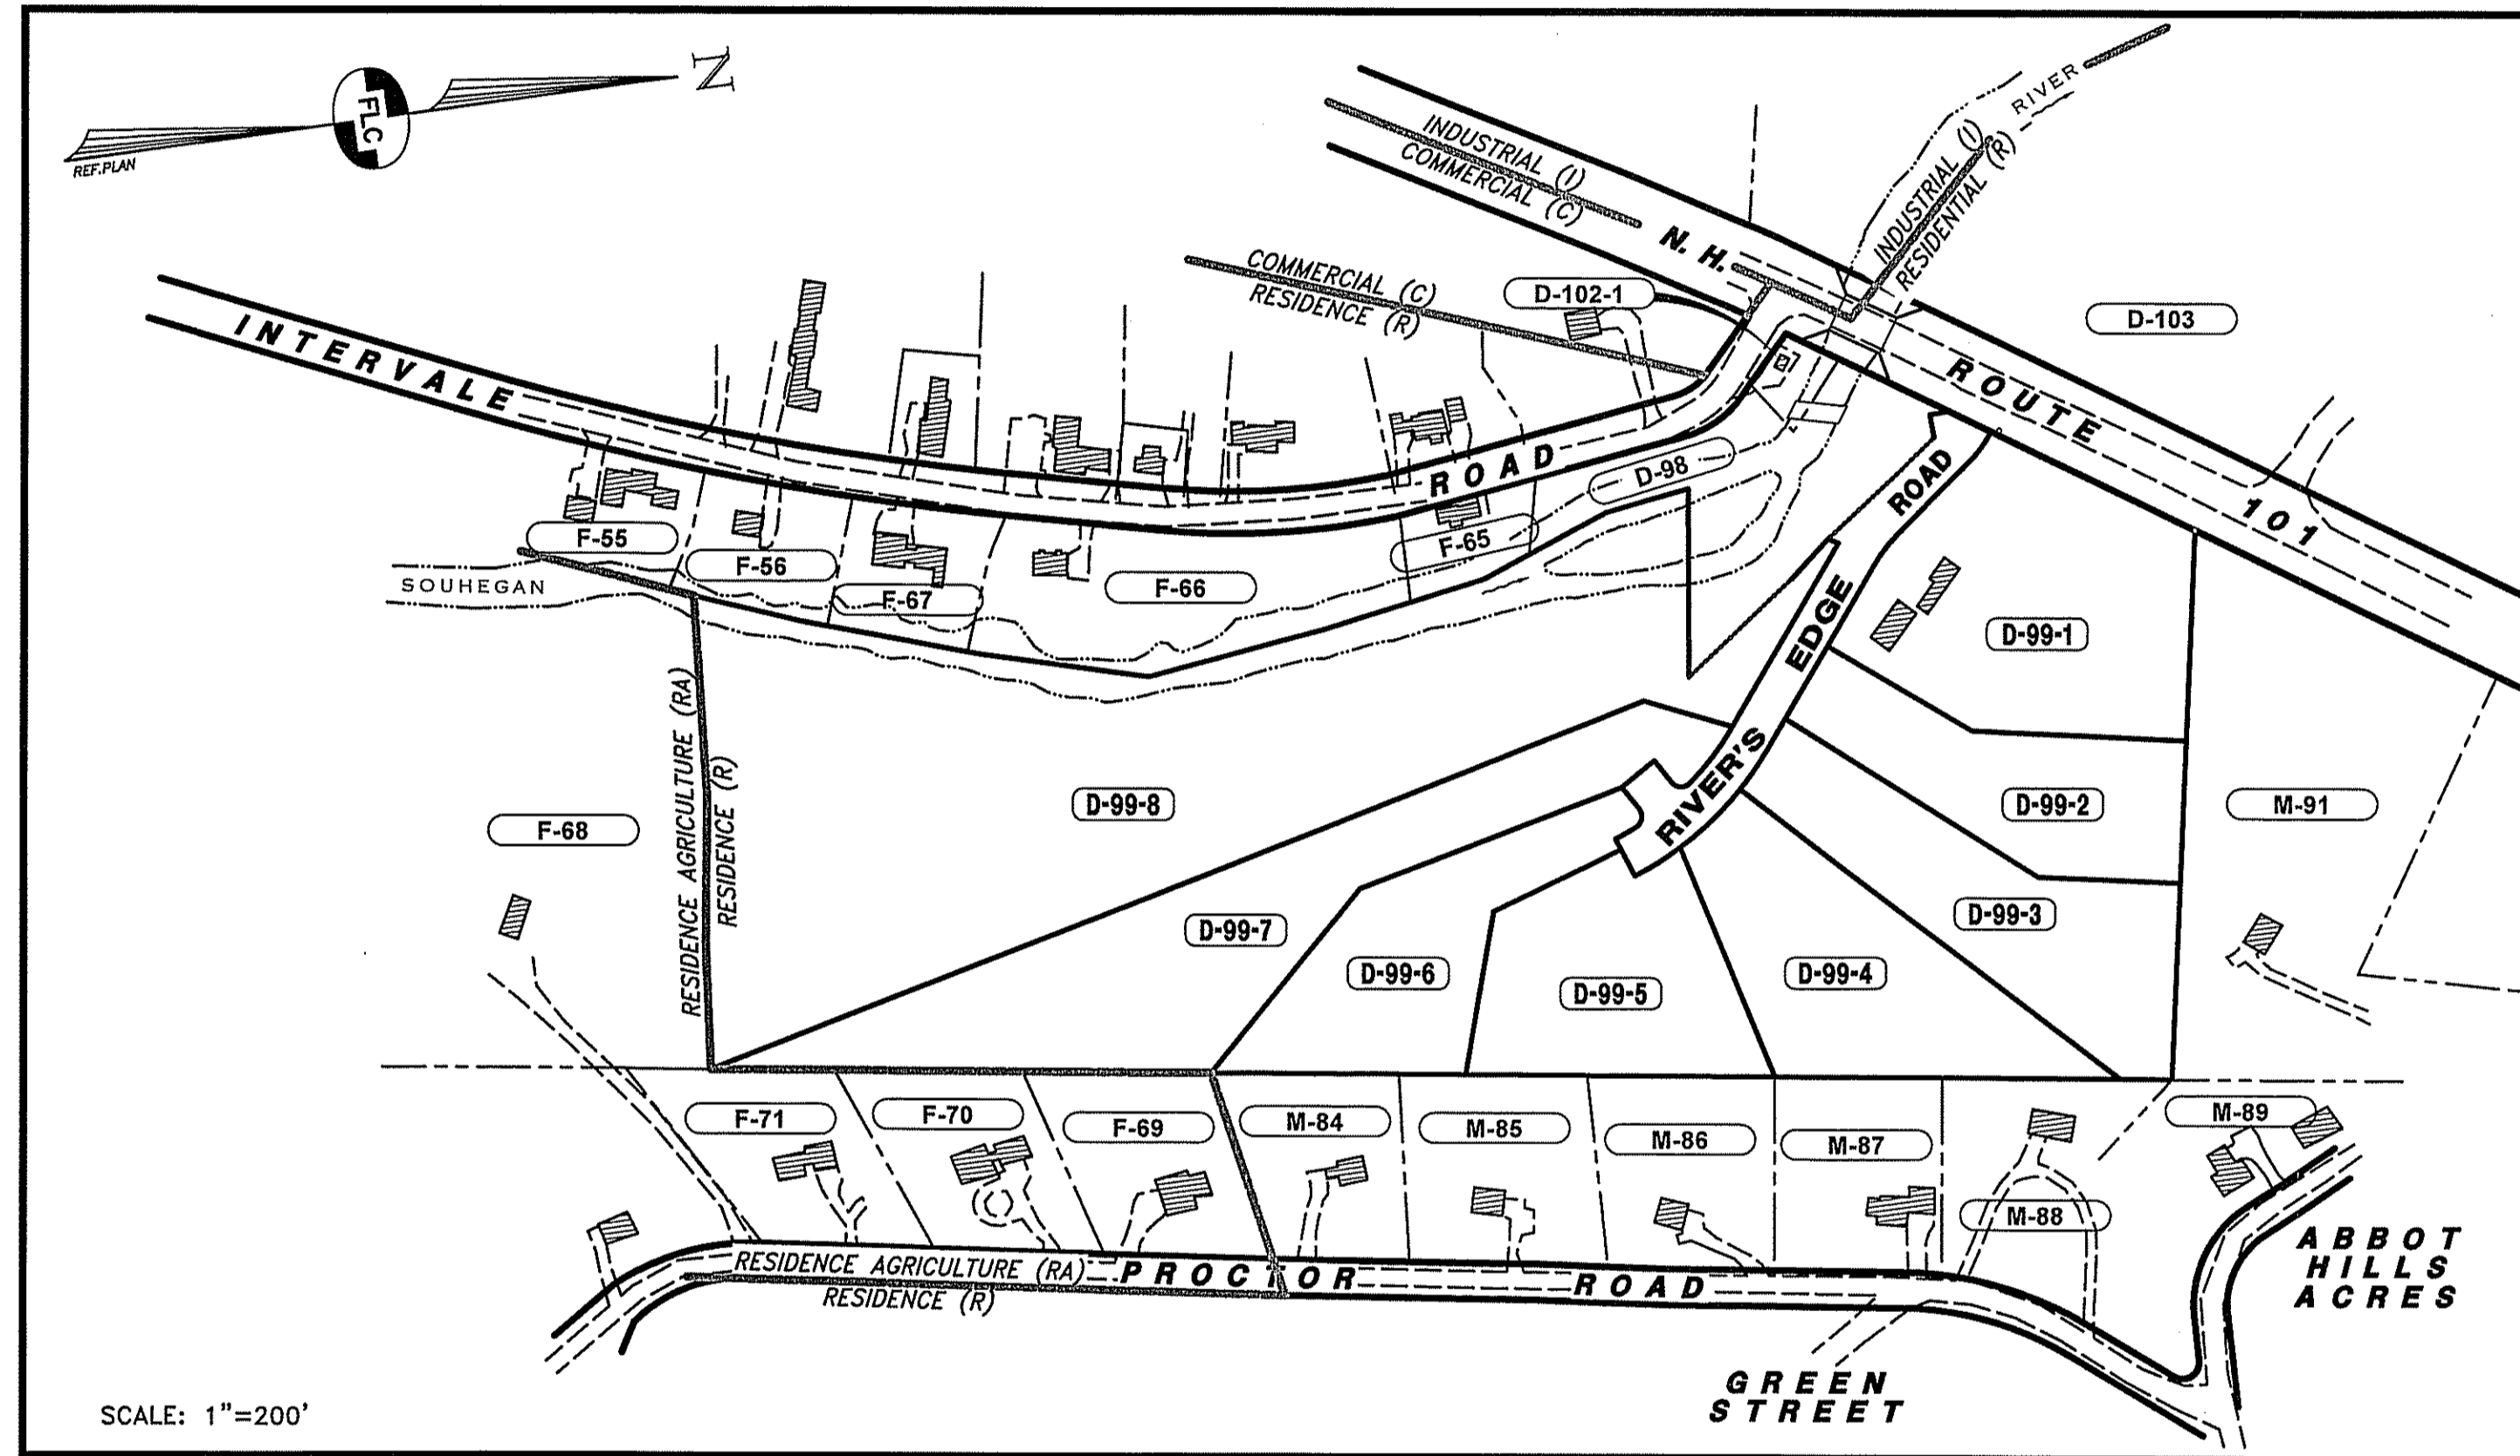 N
FLC
REF.PLAN
RIVER
INDUSTRIAL (I)
COMMERCIAL (C)
INDUSTRIAL (I)
RESIDENTIAL (R)
N. H. ROUTE 101
COMMERCIAL (C)
RESIDENCE (R)
D-102-1
D-103
INTERVALE ROAD
D-98
RIVER'S EDGE ROAD
F-55
F-56
F-67
F-66
F-65
SOUHEGAN
D-99-1
D-99-2
M-91
D-99-8
F-68
RESIDENCE AGRICULTURE (RA)
RESIDENCE (R)
D-99-3
D-99-7
D-99-6
D-99-5
D-99-4
F-71
F-70
F-69
M-84
M-85
M-86
M-87
M-88
M-89
RESIDENCE AGRICULTURE (RA)
RESIDENCE (R)
PROCTOR ROAD
ABBOT
HILLS
ACRES
GREEN
STREET
SCALE: 1"=200'